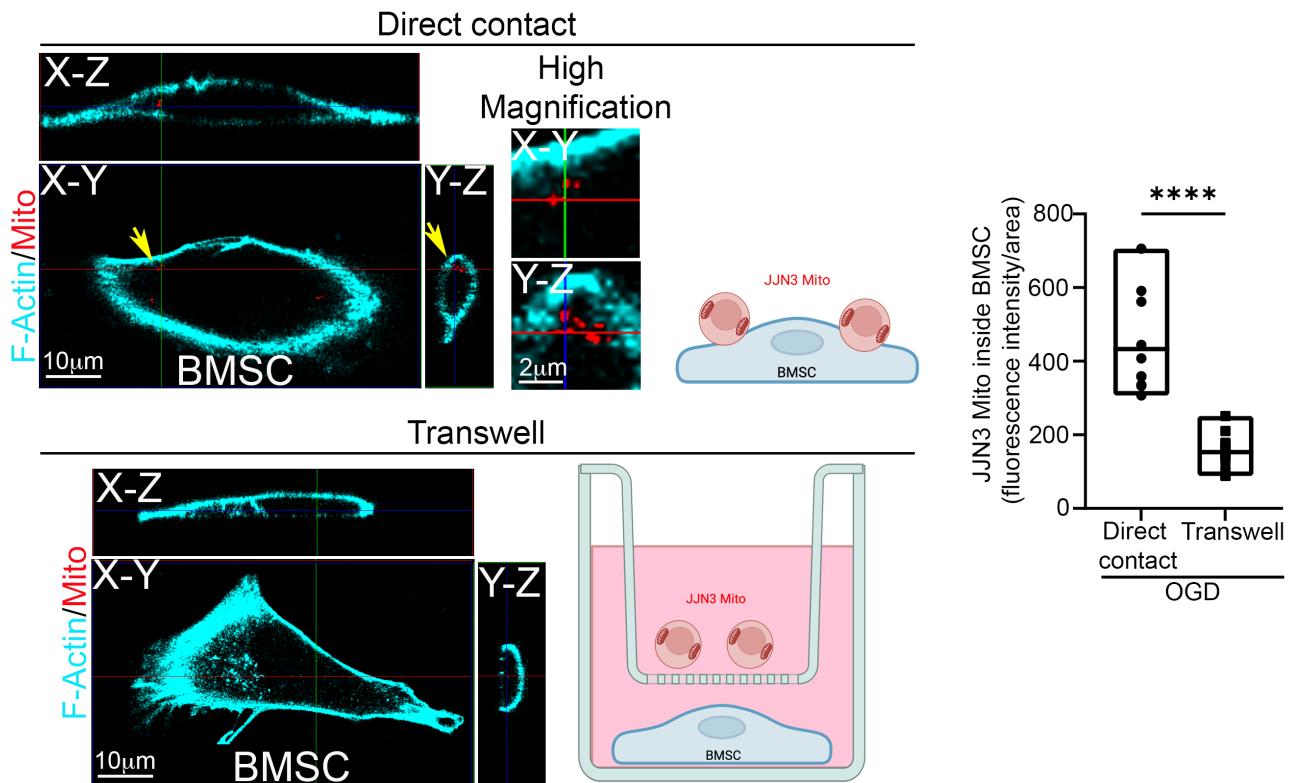 Direct contact
X-Z
High
Magnification
X-Y
Y-Z
X-Y
Y-Z
F-Actin/Mito
10µm
BMSC
2µm
JJN3 Mito
BMSC
Transwell
X-Z
X-Y
Y-Z
F-Actin/Mito
10µm
BMSC
JJN3 Mito
BMSC
****
JJN3 Mito inside BMSC
(fluorescence intensity/area)
800
600
400
200
0
Direct
contact
Transwell
OGD